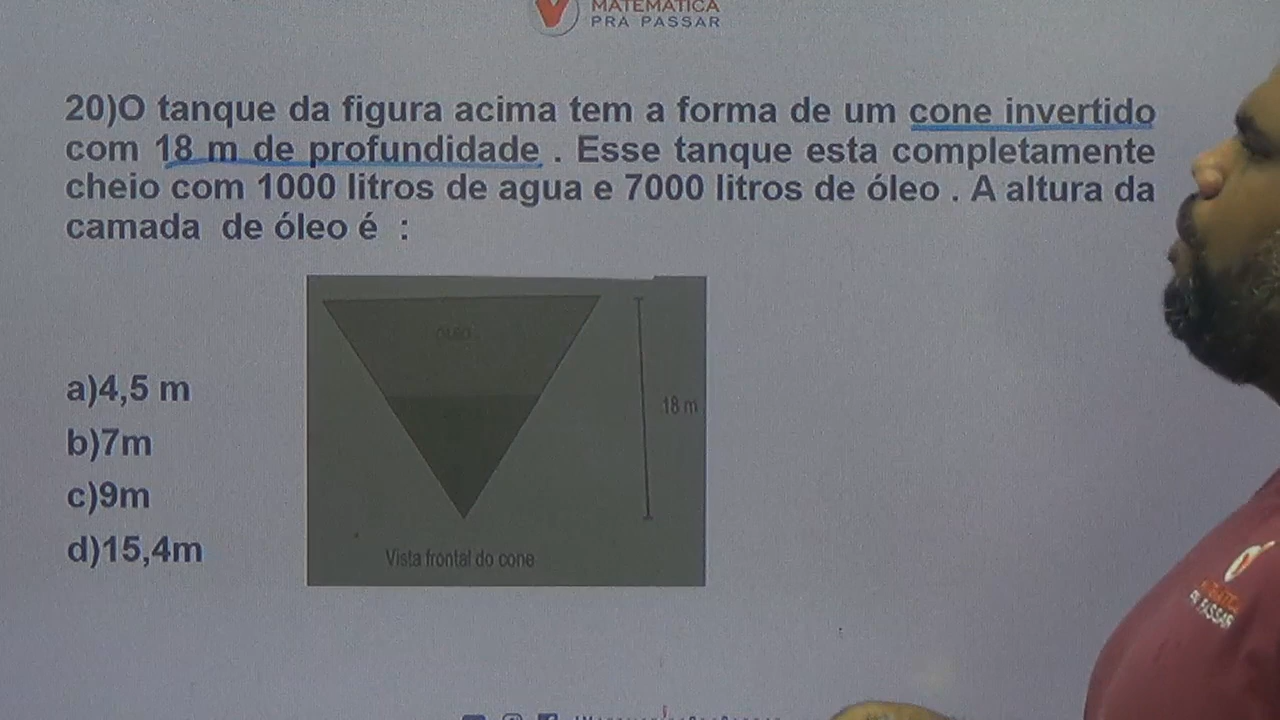 MATEMÁTICA
PRA PASSAR
20)O tanque da figura acima tem a forma de um cone invertido
com 18 m de profundidade . Esse tanque esta completamente
cheio com 1000 litros de agua e 7000 litros de óleo . A altura da
camada de óleo é :
ÓLEO
18 m
a)4,5 m
b)7m
c)9m
d)15,4m
Vista frontal do cone
PASSAR